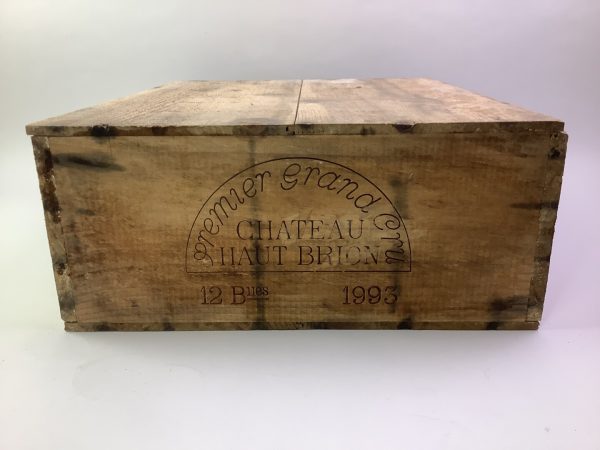 Premier Grand Cru
CHATEAU
HAUT BRION
12 Blles 1993